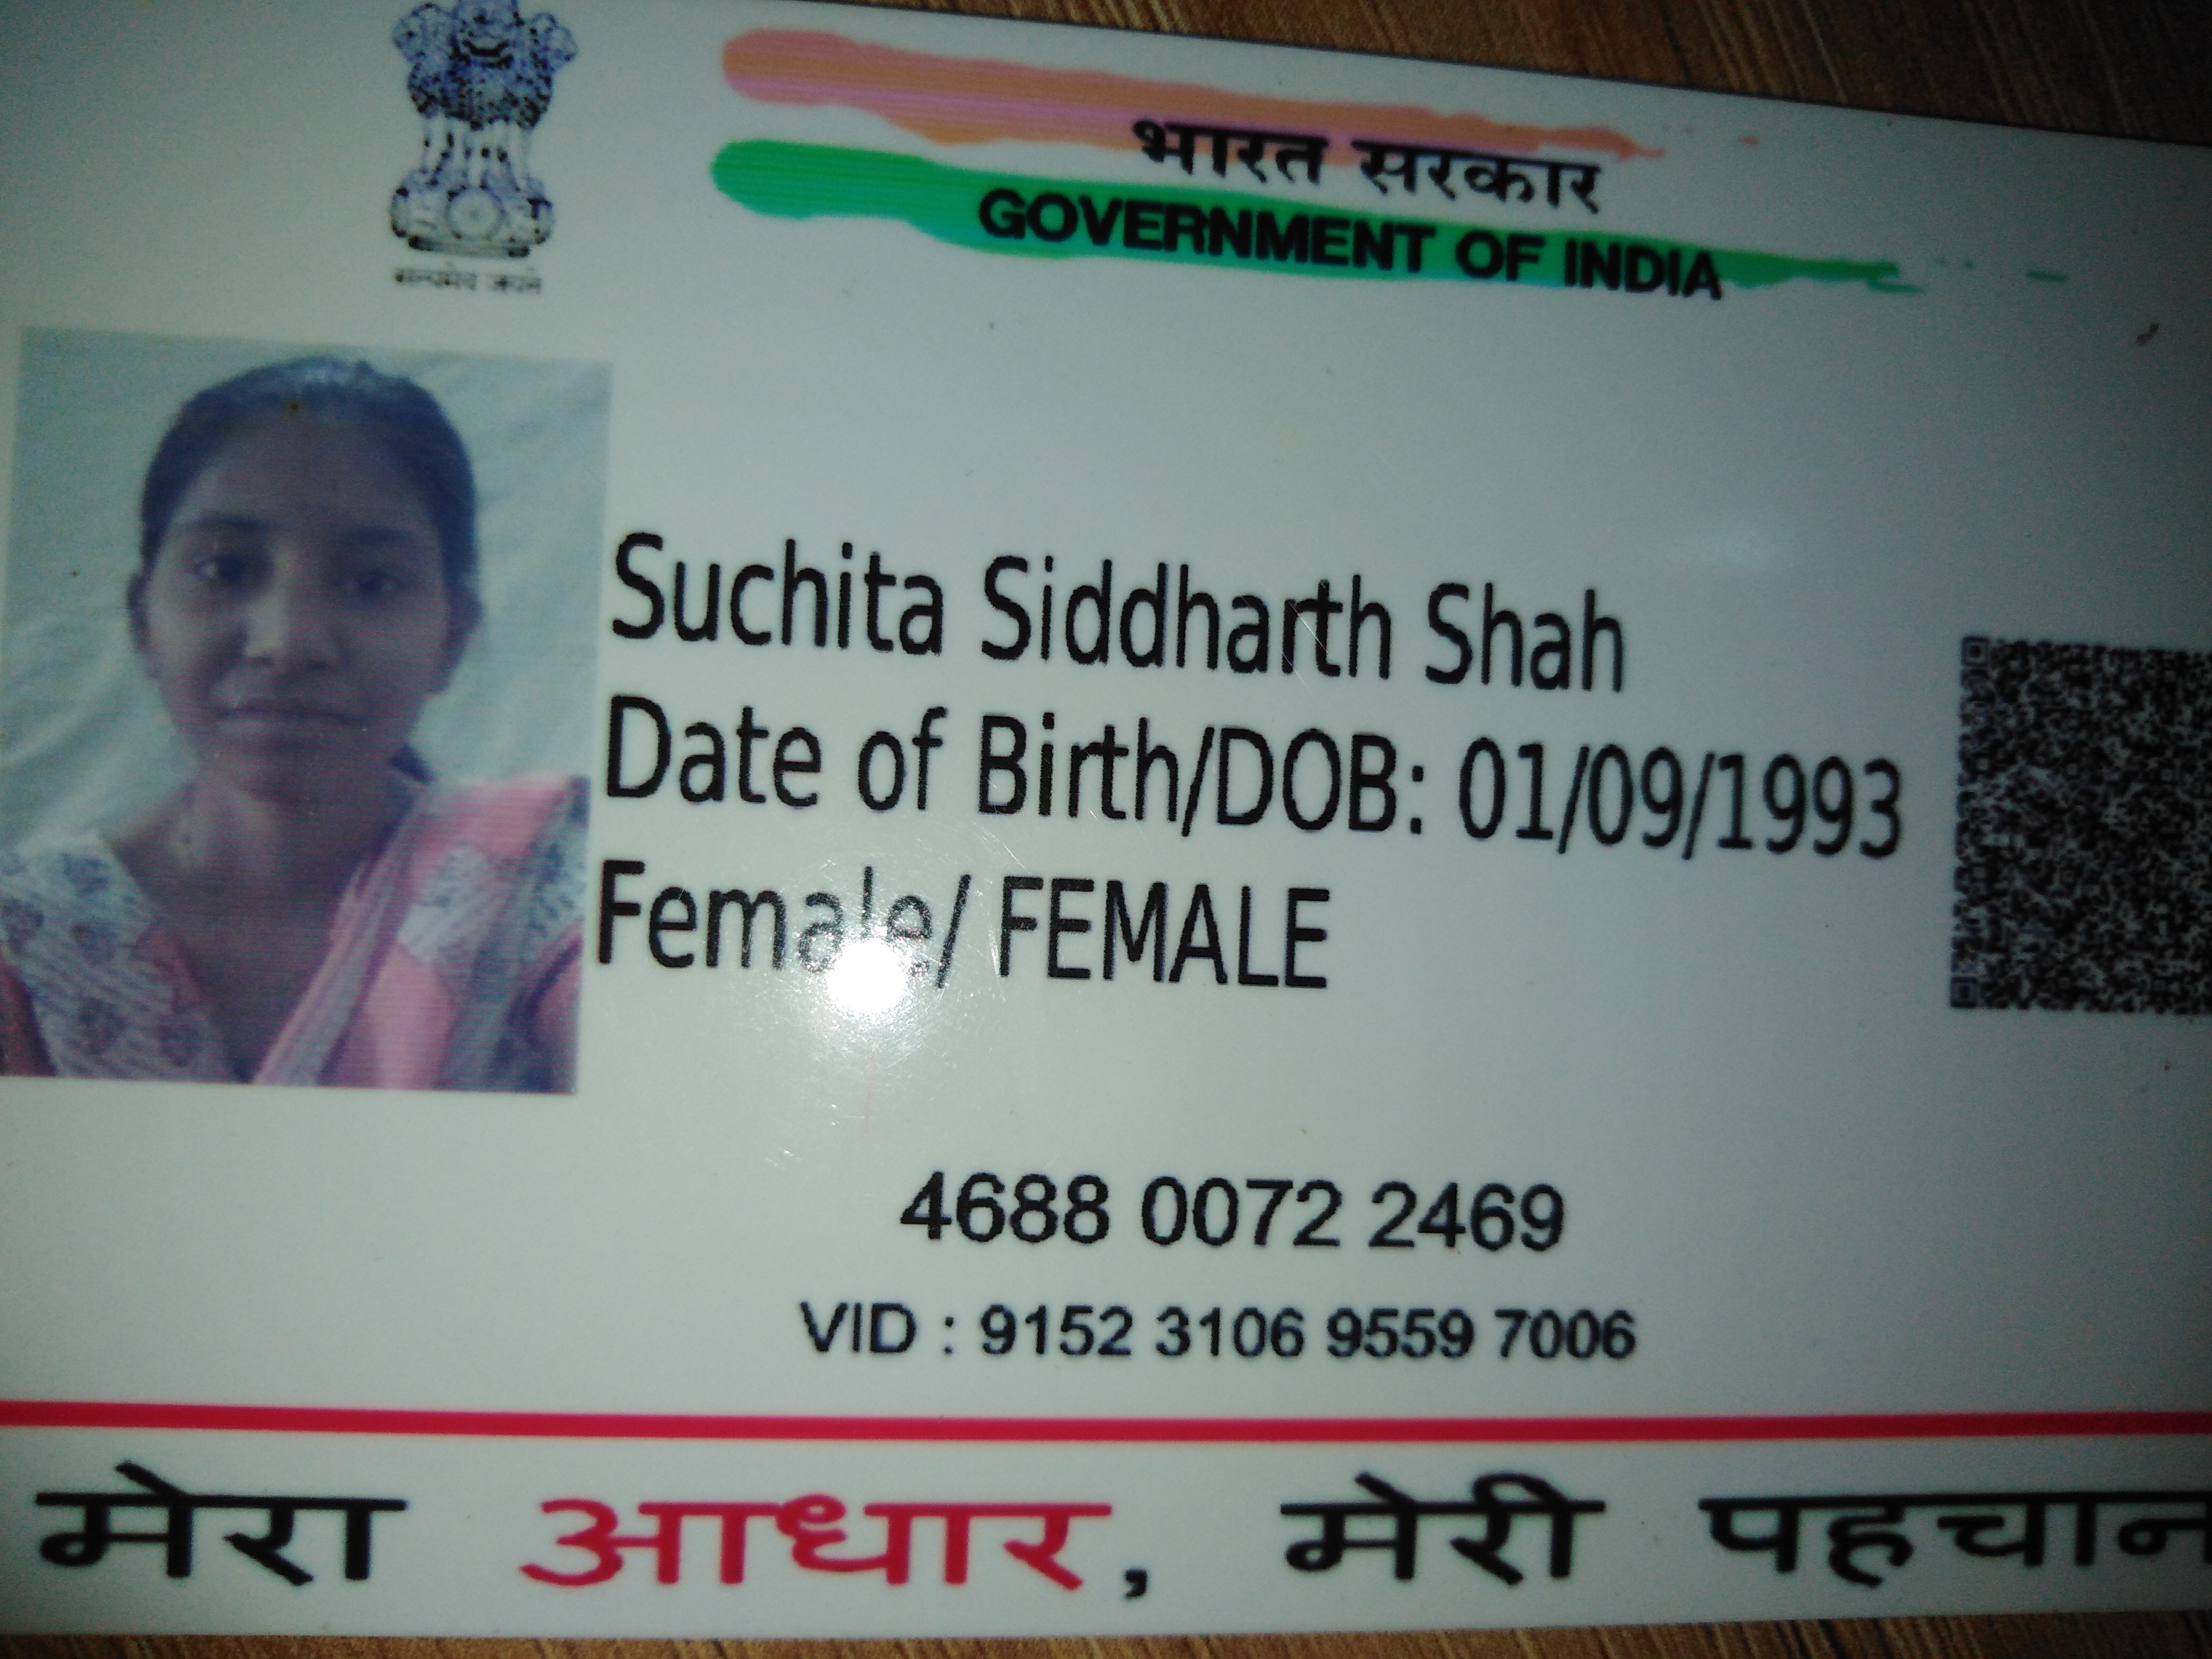 सत्यमेव जयते
भारत सरकार
GOVERNMENT OF INDIA
Suchita Siddharth Shah
Date of Birth/DOB: 01/09/1993
Female/ FEMALE
4688 0072 2469
VID : 9152 3106 9559 7006
मेरा आधार, मेरी पहचान